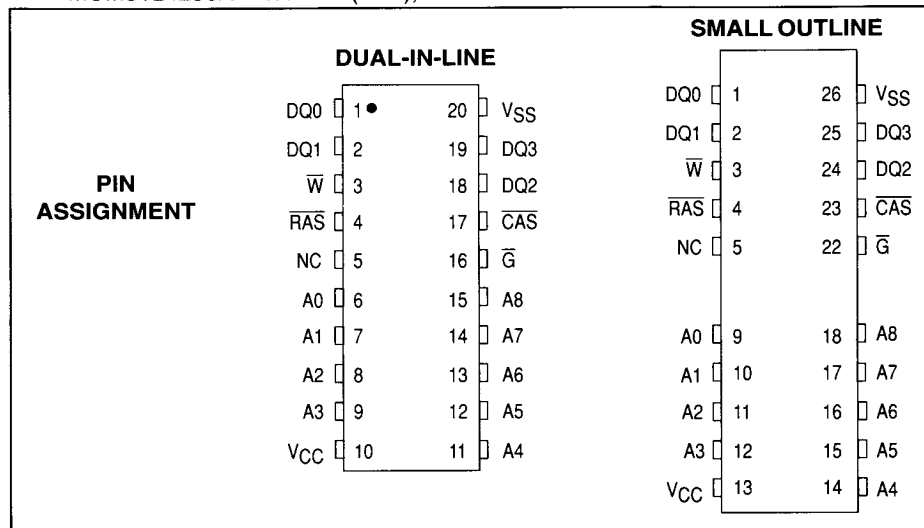 SMALL OUTLINE
DUAL-IN-LINE
PIN
ASSIGNMENT
DQ0 1 20 VSS
DQ1 2 19 DQ3
W̅ 3 18 DQ2
R̅A̅S̅ 4 17 C̅A̅S̅
NC 5 16 G̅
A0 6 15 A8
A1 7 14 A7
A2 8 13 A6
A3 9 12 A5
VCC 10 11 A4
DQ0 1 26 VSS
DQ1 2 25 DQ3
W̅ 3 24 DQ2
R̅A̅S̅ 4 23 C̅A̅S̅
NC 5 22 G̅
A0 9 18 A8
A1 10 17 A7
A2 11 16 A6
A3 12 15 A5
VCC 13 14 A4